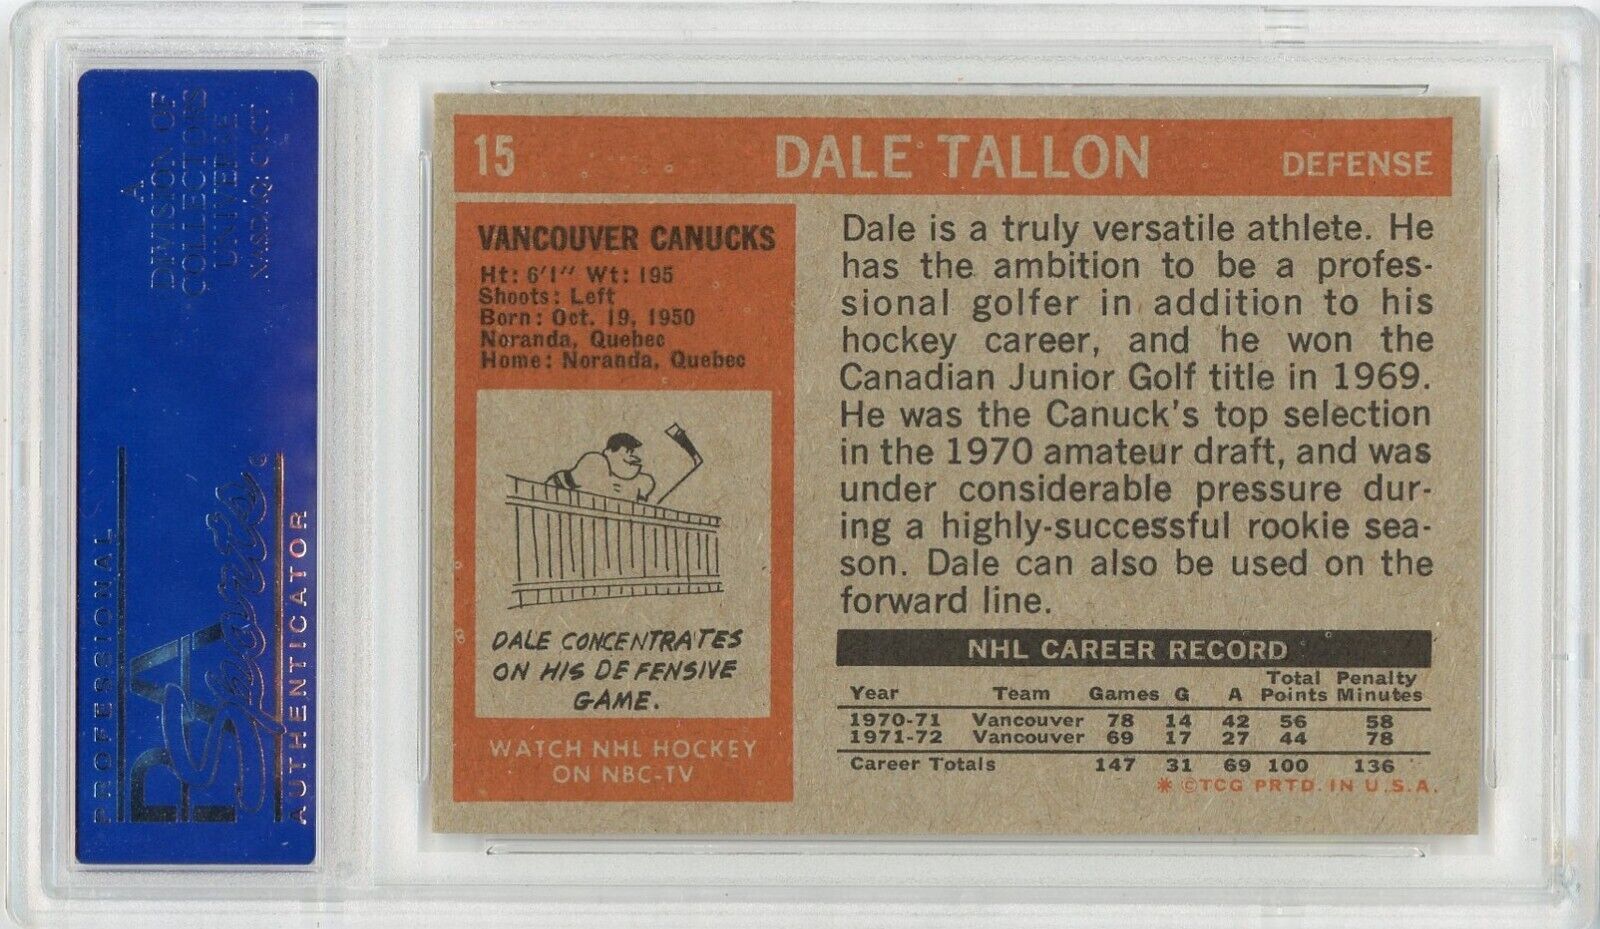 A
DIVISION OF
COLLECTORS
UNIVERSE
NASDAQ: CLCT
PROFESSIONAL
PSA
Sports®
AUTHENTICATOR
15 DALE TALLON DEFENSE
VANCOUVER CANUCKS
Ht: 6'1" Wt: 195
Shoots: Left
Born: Oct. 19, 1950
Noranda, Quebec
Home: Noranda, Quebec
DALE CONCENTRATES
ON HIS DEFENSIVE
GAME.
WATCH NHL HOCKEY
ON NBC-TV
Dale is a truly versatile athlete. He
has the ambition to be a profes-
sional golfer in addition to his
hockey career, and he won the
Canadian Junior Golf title in 1969.
He was the Canuck's top selection
in the 1970 amateur draft, and was
under considerable pressure dur-
ing a highly-successful rookie sea-
son. Dale can also be used on the
forward line.
NHL CAREER RECORD
Total Penalty
Year Team Games G A Points Minutes
1970-71 Vancouver 78 14 42 56 58
1971-72 Vancouver 69 17 27 44 78
Career Totals 147 31 69 100 136
* ©TCG PRTD. IN U.S.A.